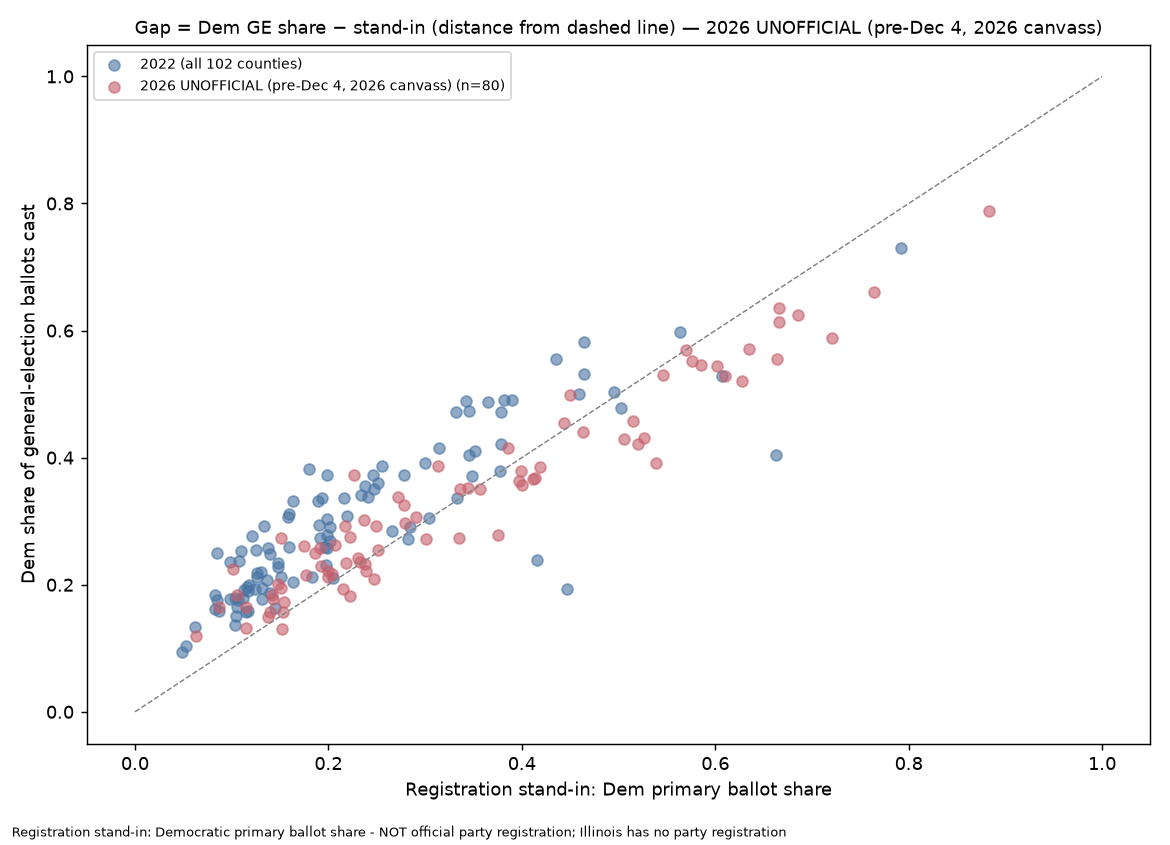 Gap = Dem GE share − stand-in (distance from dashed line) — 2026 UNOFFICIAL (pre-Dec 4, 2026 canvass)
2022 (all 102 counties)
2026 UNOFFICIAL (pre-Dec 4, 2026 canvass) (n=80)
Dem share of general-election ballots cast
1.0
0.8
0.6
0.4
0.2
0.0
0.0 0.2 0.4 0.6 0.8 1.0
Registration stand-in: Dem primary ballot share
Registration stand-in: Democratic primary ballot share - NOT official party registration; Illinois has no party registration